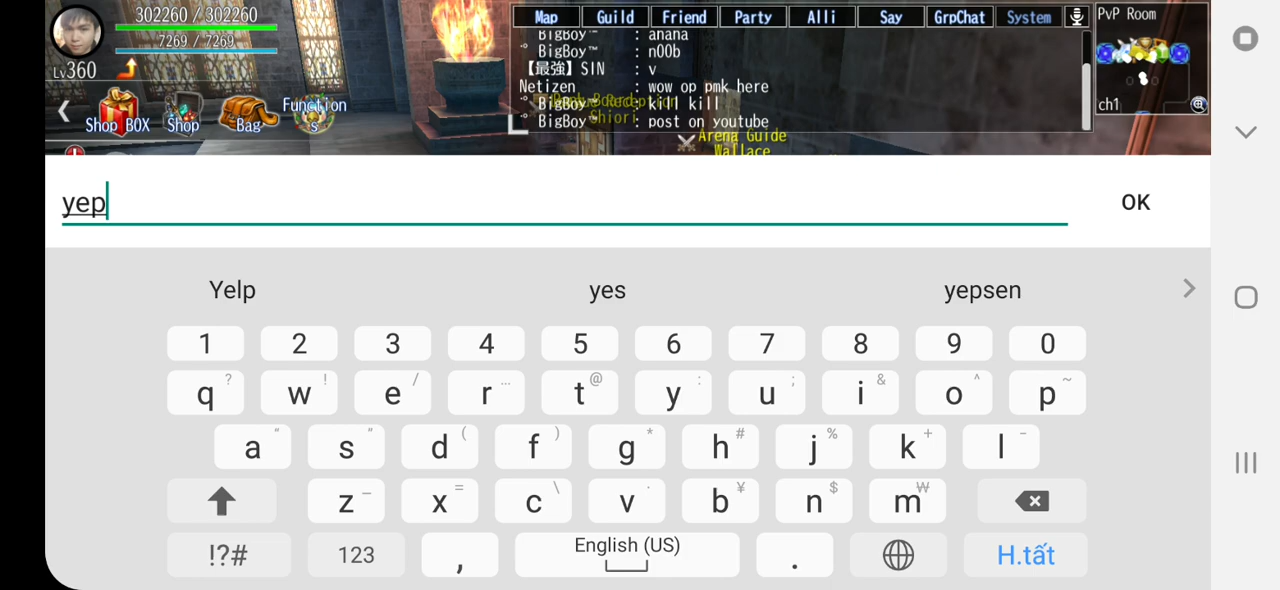 302260 / 302260
7269 / 7269
Lv360
Shop BOX
Shop
Bag
Functions
Map
Guild
Friend
Party
Alli
Say
GrpChat
System
PvP Room
BigBoy™ : anana
BigBoy™ : n00b
【最強】SIN : v
Netizen : wow op pmk here
BigBoy™ : kill kill
BigBoy™ : post on youtube
Shiori
Arena Guide
Wallace
ch1
yep
OK
Yelp
yes
yepsen
1 2 3 4 5 6 7 8 9 0
q ? w ! e / r ... t @ y : u ; i & o ^ p ~
a " s " d ( f ) g * h # j % k + l -
z _ x = c \ v · b ¥ n $ m ₩
!?# 123 , English (US) . H.tất